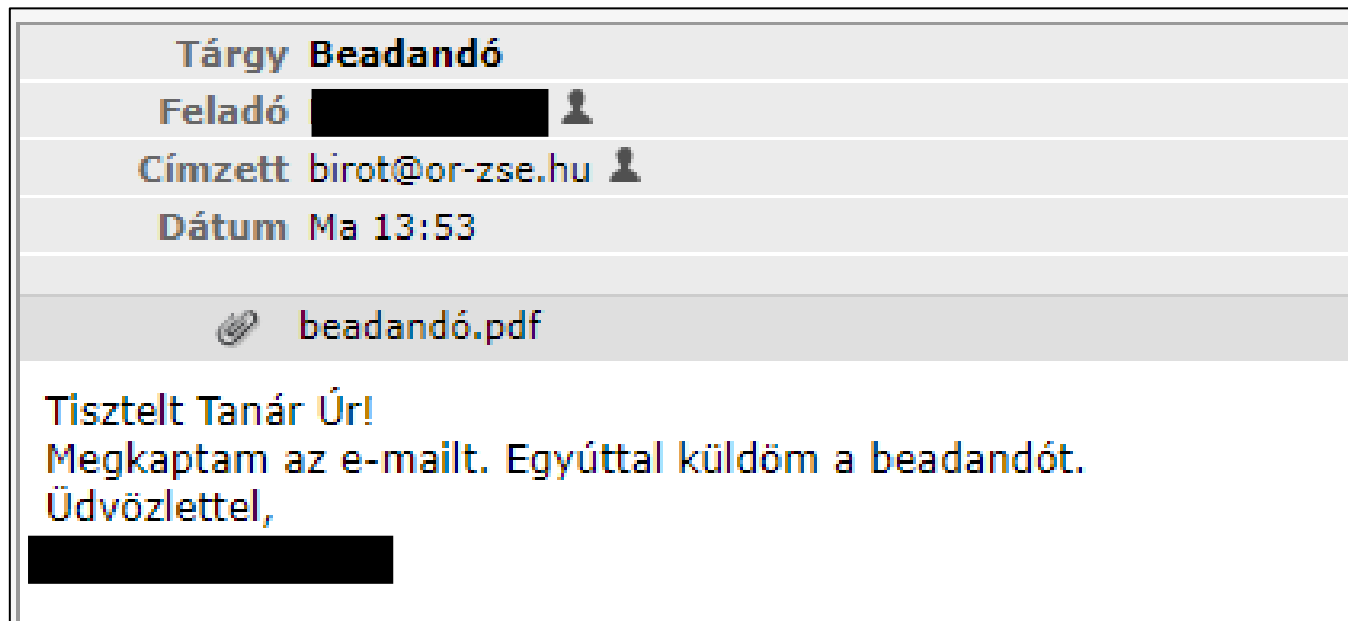 Tárgy Beadandó
Feladó
Címzett birot@or-zse.hu
Dátum Ma 13:53
beadandó.pdf
Tisztelt Tanár Úr!
Megkaptam az e-mailt. Egyúttal küldöm a beadandót.
Üdvözlettel,